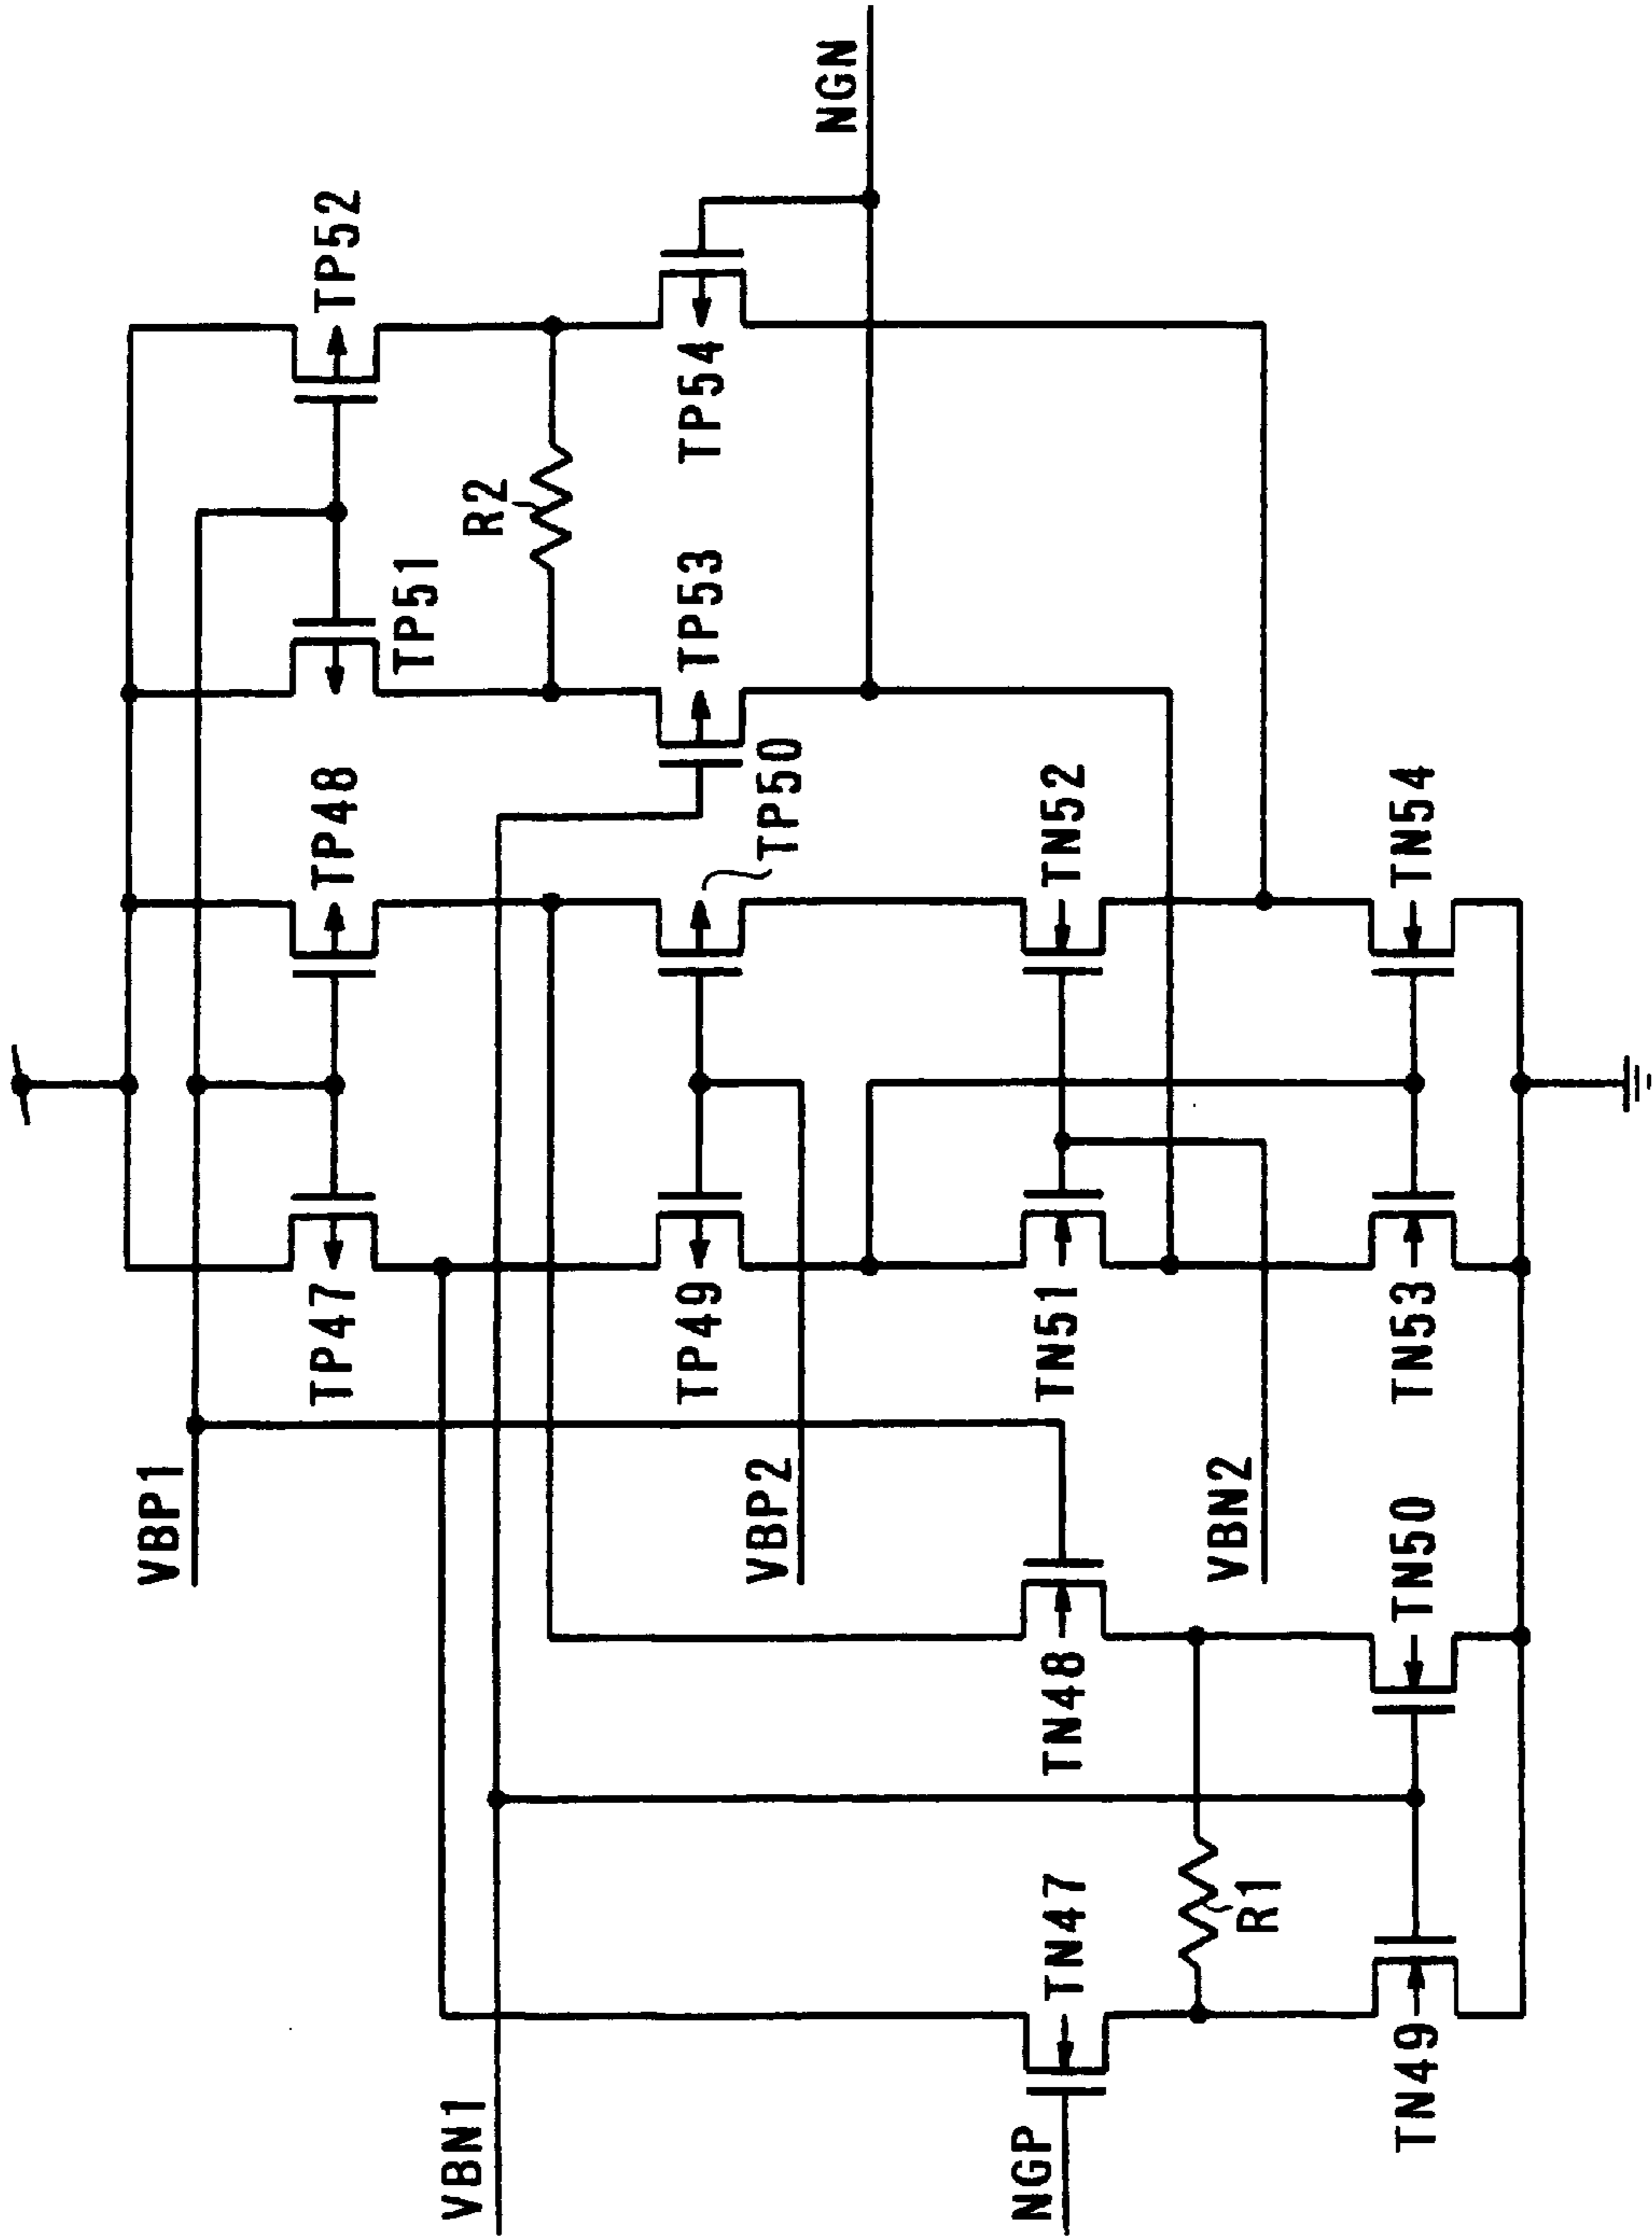 VBP1
VBN1
NGP
VBP2
VBN2
TP47
TP48
TP51
TP52
R2
TP49
TP50
TP53
TP54
NGN
TN47
TN48
TN51
TN52
R1
TN49
TN50
TN53
TN54